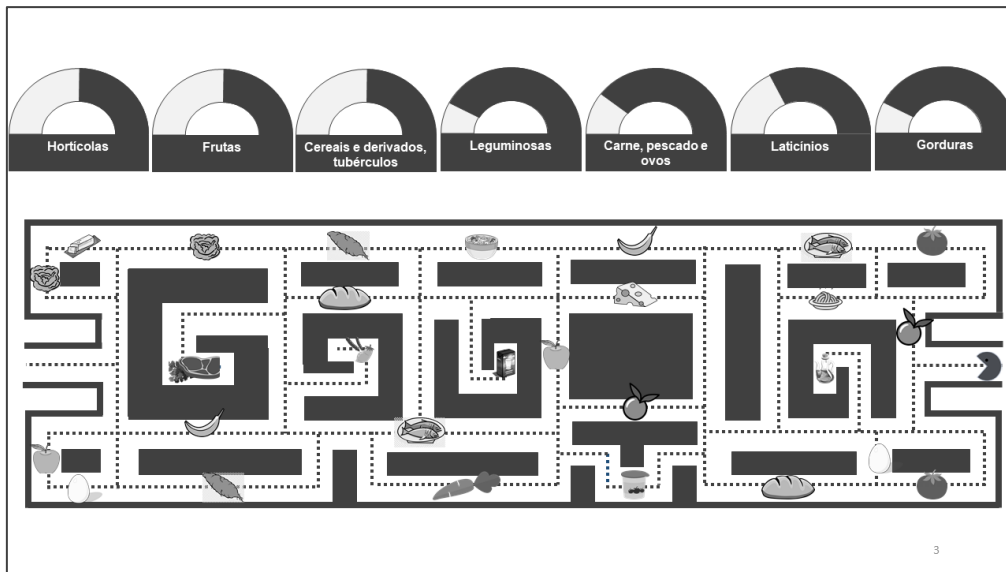 Hortícolas
Frutas
Cereais e derivados,
tubérculos
Leguminosas
Carne, pescado e
ovos
Laticínios
Gorduras
3